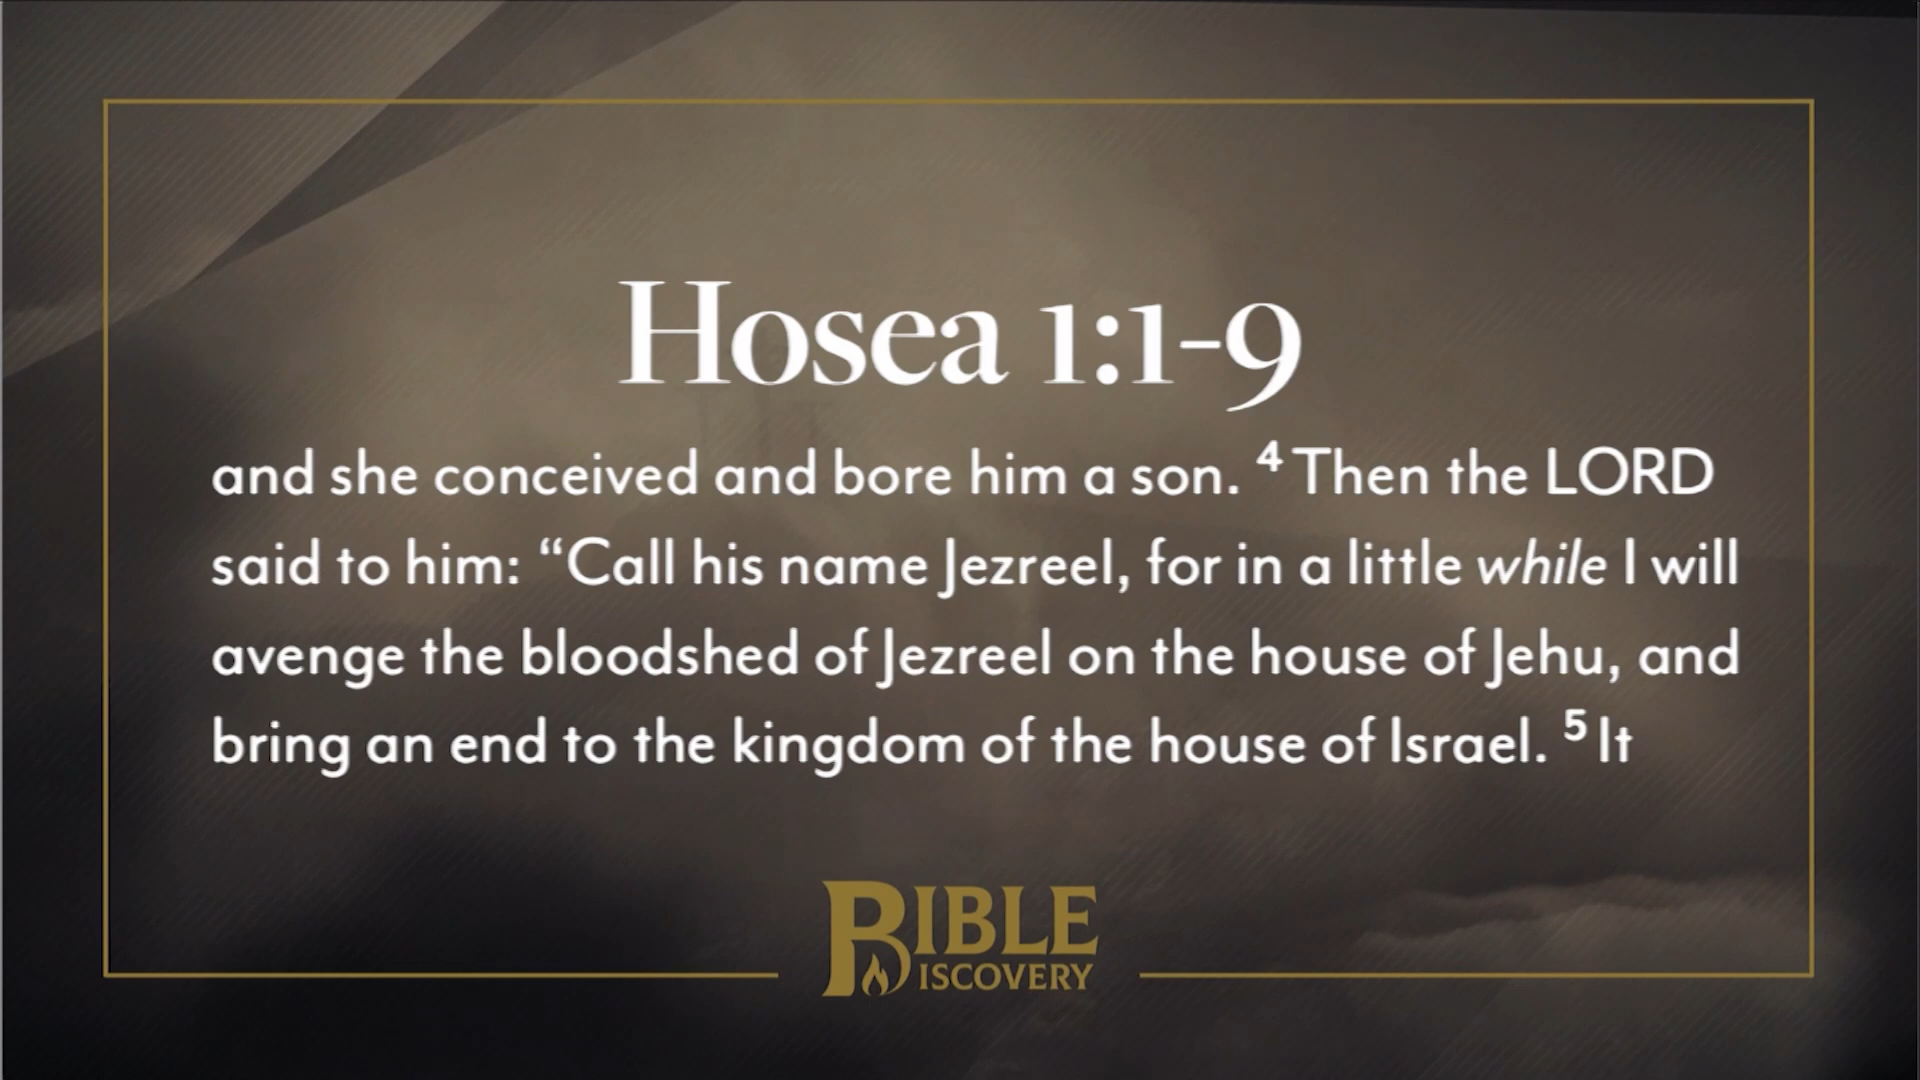 Hosea 1:1-9
and she conceived and bore him a son. ⁴ Then the LORD
said to him: “Call his name Jezreel, for in a little while I will
avenge the bloodshed of Jezreel on the house of Jehu, and
bring an end to the kingdom of the house of Israel. ⁵ It
BIBLE
DISCOVERY